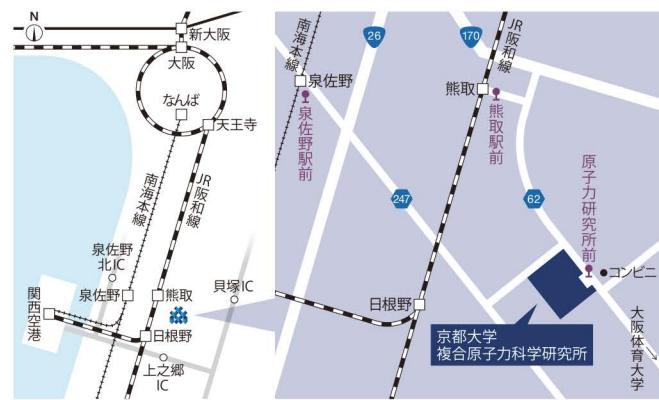 N
新大阪
大阪
なんば
天王寺
南海本線
JR阪和線
泉佐野
北IC
貝塚IC
関西空港
泉佐野
熊取
日根野
上之郷
IC
26
170
南海本線
JR阪和線
泉佐野
熊取
泉佐野駅前
熊取駅前
原子力研究所前
247
62
コンビニ
日根野
京都大学
複合原子力科学研究所
大阪体育大学